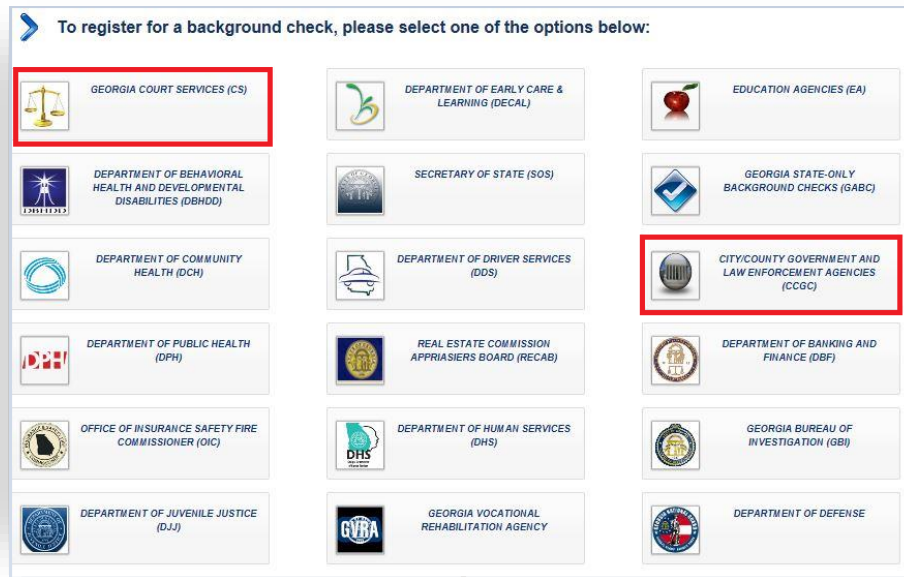 To register for a background check, please select one of the options below:
GEORGIA COURT SERVICES (CS)
DEPARTMENT OF EARLY CARE &
LEARNING (DECAL)
EDUCATION AGENCIES (EA)
DBHDD
DEPARTMENT OF BEHAVIORAL
HEALTH AND DEVELOPMENTAL
DISABILITIES (DBHDD)
SECRETARY OF STATE (SOS)
GEORGIA STATE-ONLY
BACKGROUND CHECKS (GABC)
DEPARTMENT OF COMMUNITY
HEALTH (DCH)
DEPARTMENT OF DRIVER SERVICES
(DDS)
CITY/COUNTY GOVERNMENT AND
LAW ENFORCEMENT AGENCIES
(CCGC)
DPH
DEPARTMENT OF PUBLIC HEALTH
(DPH)
REAL ESTATE COMMISSION
APPRIASIERS BOARD (RECAB)
DEPARTMENT OF BANKING AND
FINANCE (DBF)
OFFICE OF INSURANCE SAFETY FIRE
COMMISSIONER (OIC)
DHS
DEPARTMENT OF HUMAN SERVICES
(DHS)
GEORGIA BUREAU OF
INVESTIGATION (GBI)
DEPARTMENT OF JUVENILE JUSTICE
(DJJ)
GVRA
GEORGIA VOCATIONAL
REHABILITATION AGENCY
DEPARTMENT OF DEFENSE